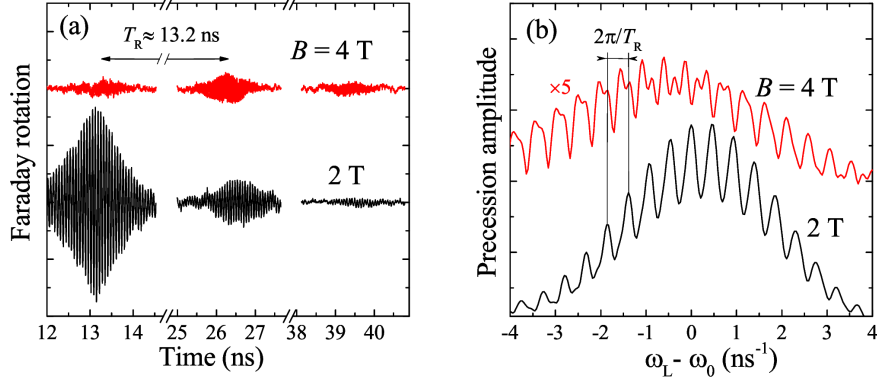 (a)
T_R ≈ 13.2 ns
B = 4 T
2 T
Faraday rotation
12 13 14 25 26 27 38 39 40
Time (ns)
(b)
2π/T_R
×5
B = 4 T
2 T
Precession amplitude
-4 -3 -2 -1 0 1 2 3 4
ω_L - ω_0 (ns^-1)